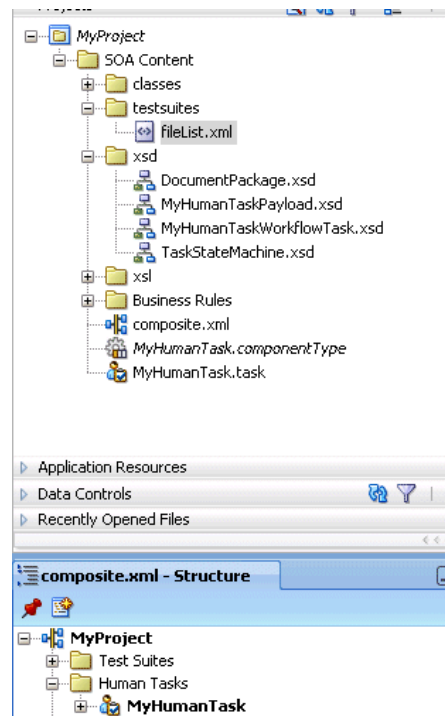 Projects
MyProject
SOA Content
classes
testsuites
fileList.xml
xsd
DocumentPackage.xsd
MyHumanTaskPayload.xsd
MyHumanTaskWorkflowTask.xsd
TaskStateMachine.xsd
xsl
Business Rules
composite.xml
MyHumanTask.componentType
MyHumanTask.task
Application Resources
Data Controls
Recently Opened Files
composite.xml - Structure
MyProject
Test Suites
Human Tasks
MyHumanTask